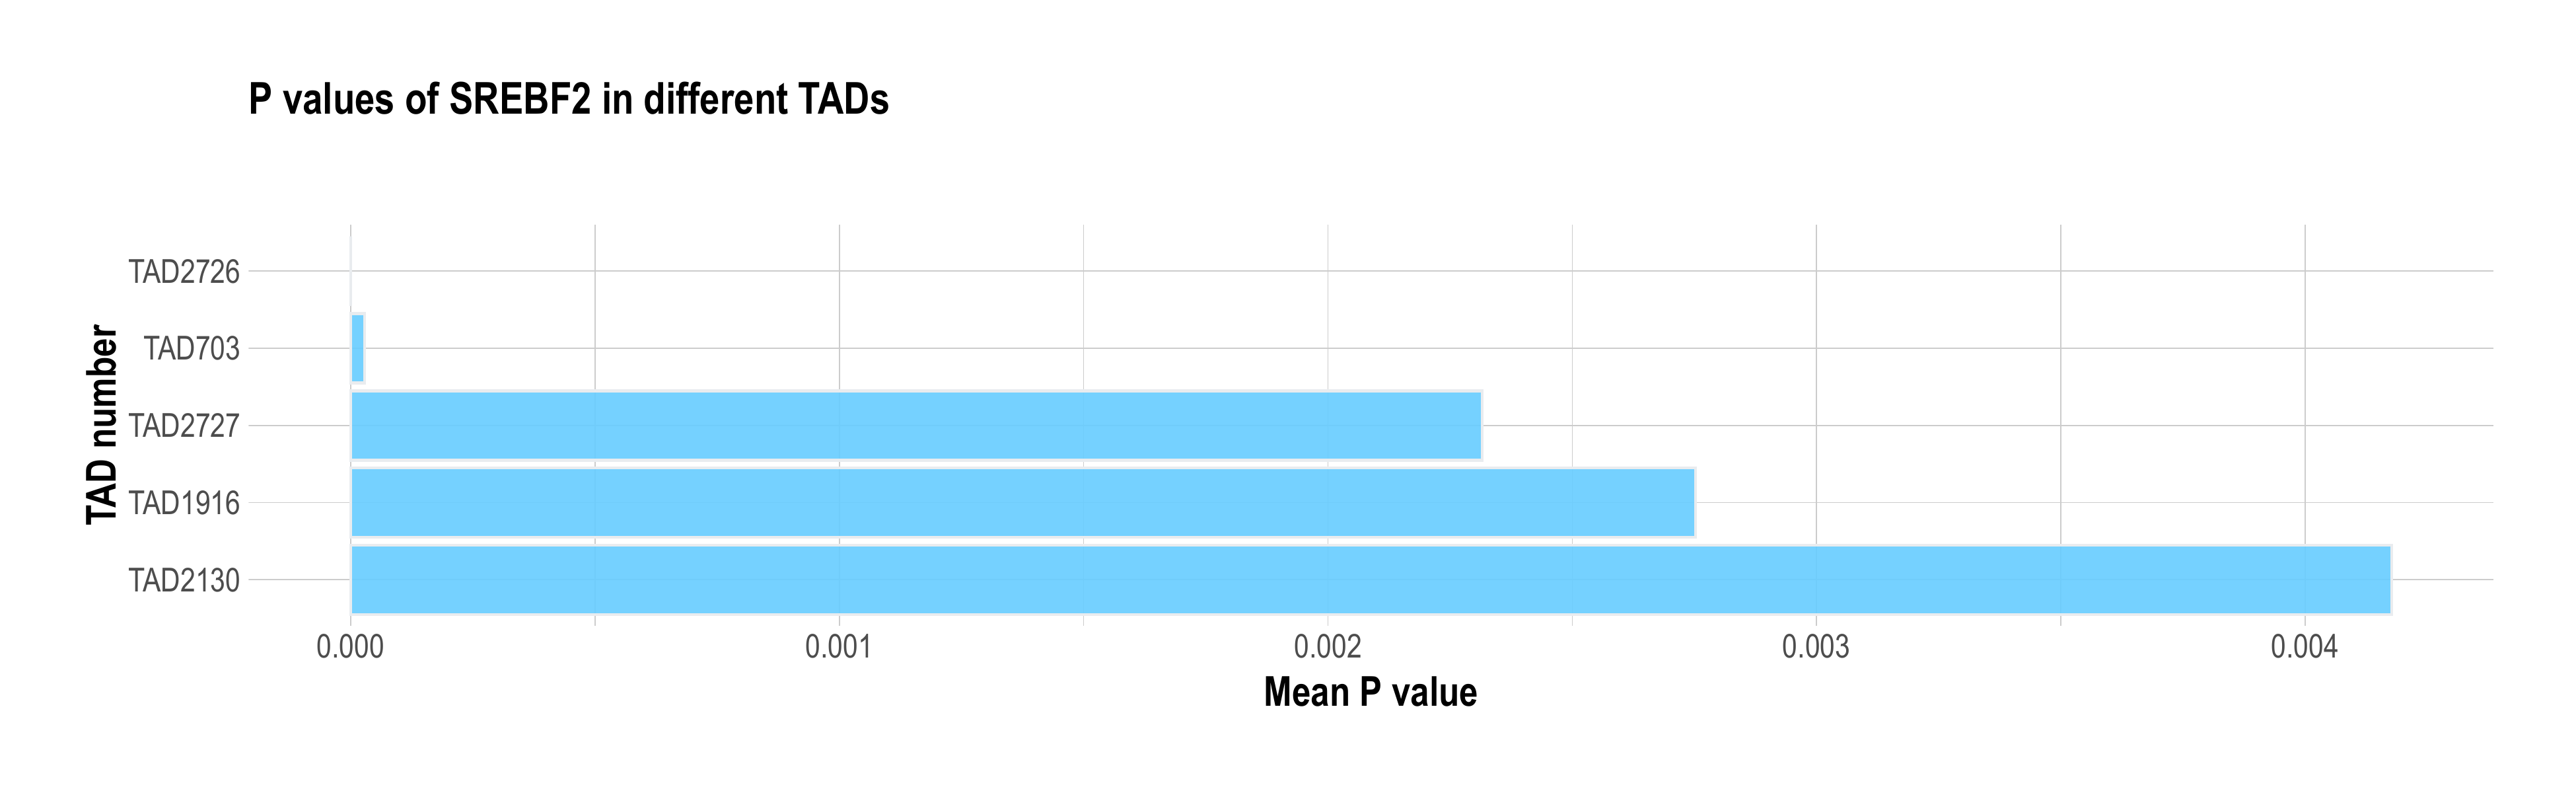 P values of SREBF2 in different TADs
TAD number
TAD2726
TAD703
TAD2727
TAD1916
TAD2130
0.000 0.001 0.002 0.003 0.004
Mean P value